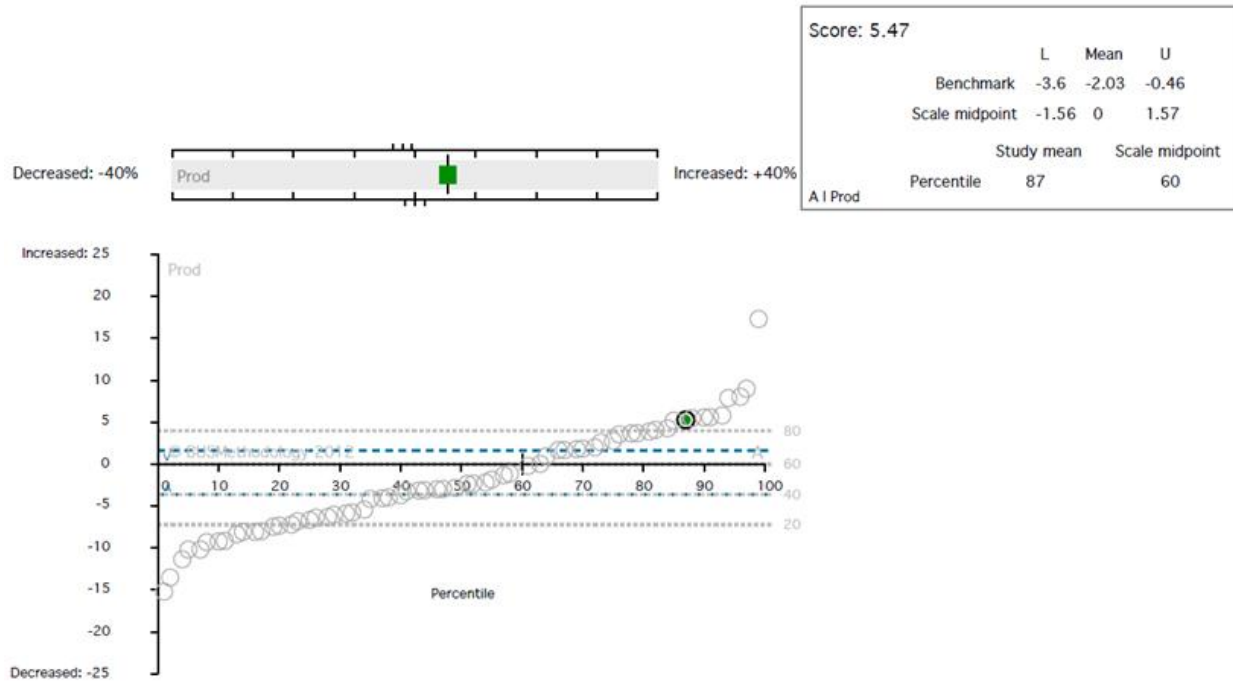 Score: 5.47
L Mean U
Benchmark -3.6 -2.03 -0.46
Scale midpoint -1.56 0 1.57
Study mean Scale midpoint
Percentile 87 60
A I Prod
Decreased: -40%
Prod
Increased: +40%
Increased: 25
Prod
20
15
10
5
80
© BUSMethodology 2012
0
60
0 10 20 30 40 50 60 70 80 90 100
40
-5
20
-10
-15
Percentile
-20
Decreased: -25